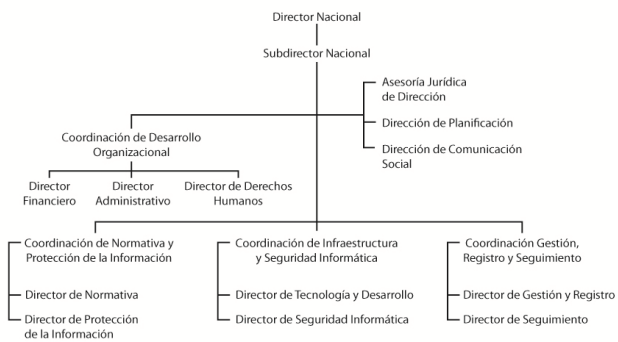 Director Nacional
Subdirector Nacional
Asesoría Jurídica
de Dirección
Dirección de Planificación
Dirección de Comunicación
Social
Coordinación de Desarrollo
Organizacional
Director
Financiero
Director
Administrativo
Director de Derechos
Humanos
Coordinación de Normativa y
Protección de la Información
Director de Normativa
Director de Protección
de la Información
Coordinación de Infraestructura
y Seguridad Informática
Director de Tecnología y Desarrollo
Director de Seguridad Informática
Coordinación Gestión,
Registro y Seguimiento
Director de Gestión y Registro
Director de Seguimiento